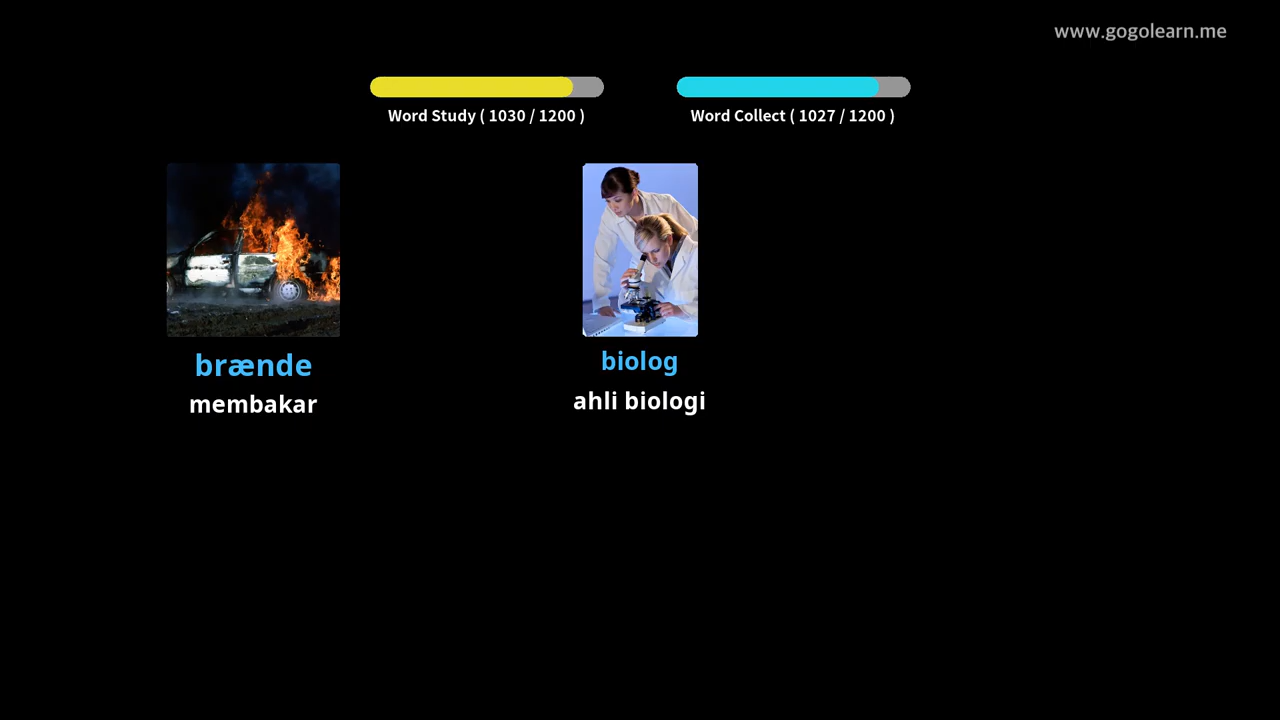 www.gogolearn.me
Word Study ( 1030 / 1200 )
Word Collect ( 1027 / 1200 )
brænde
membakar
biolog
ahli biologi